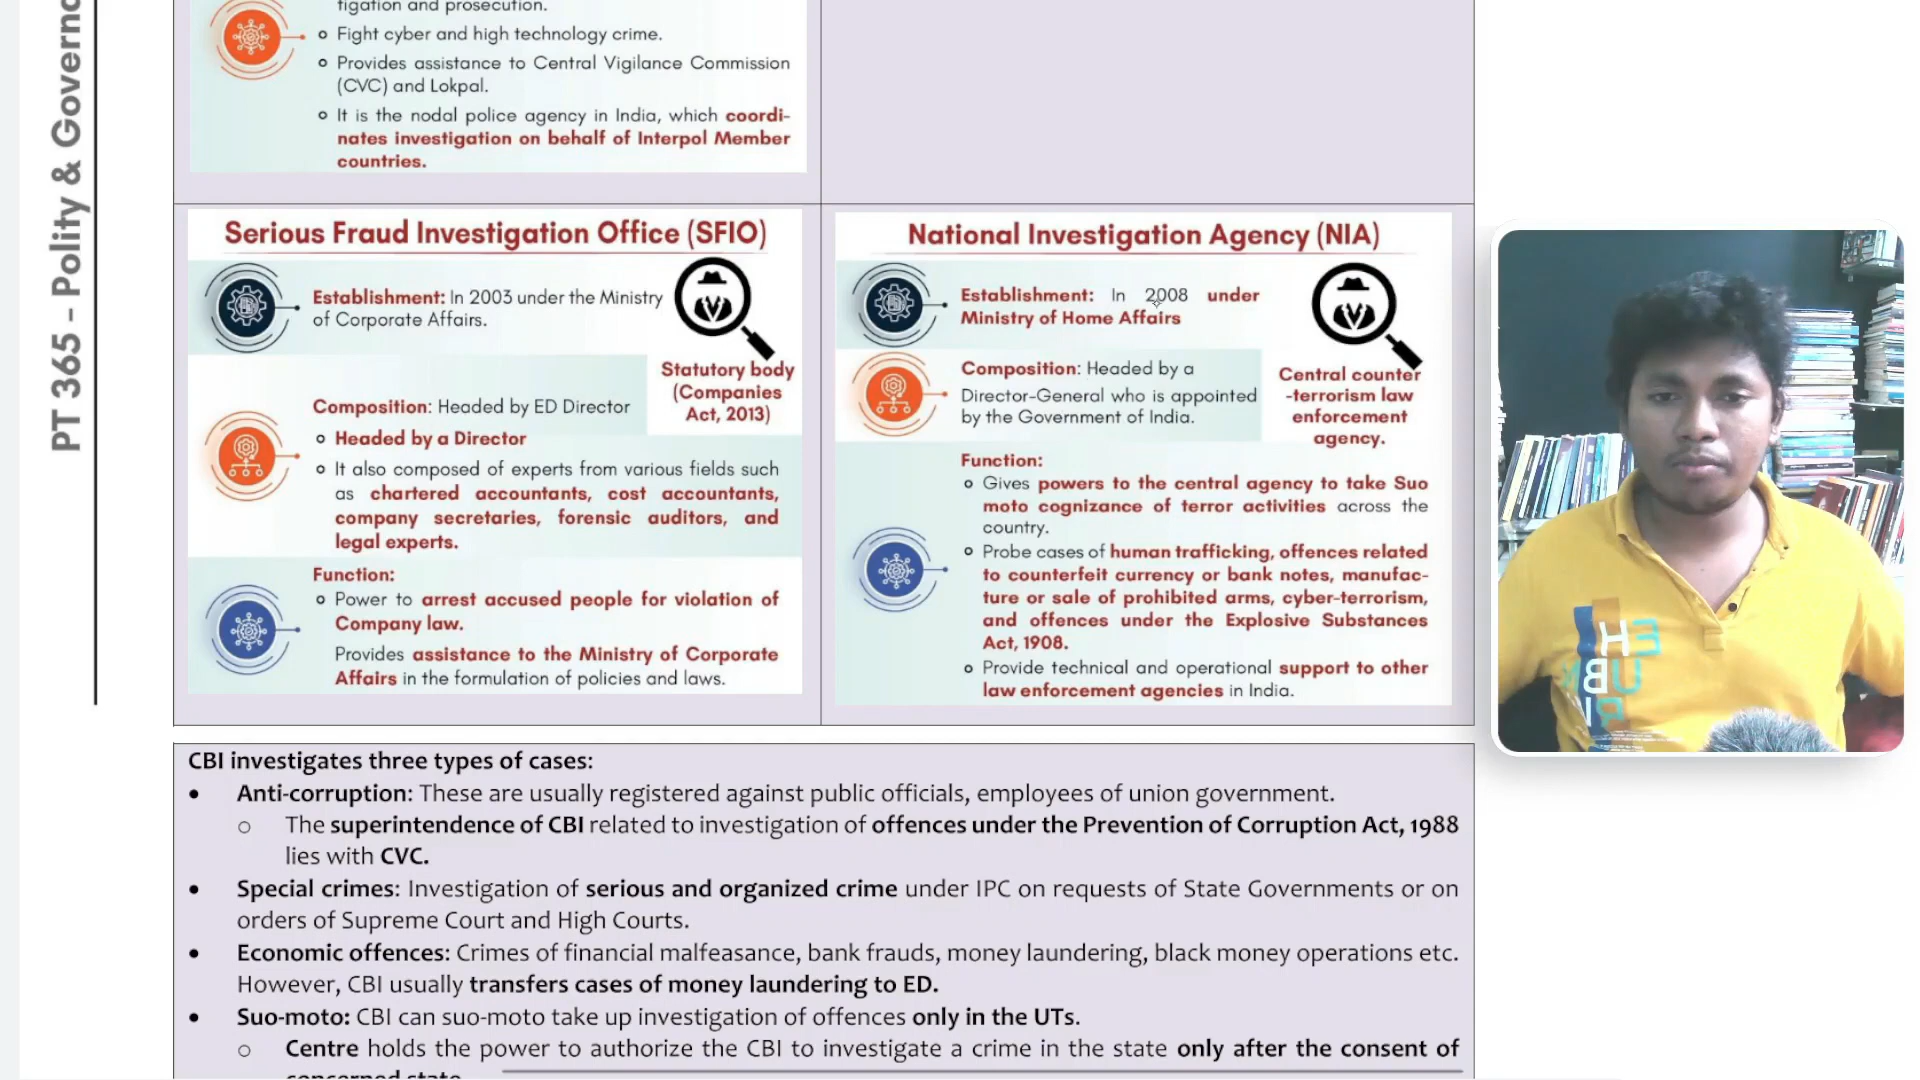 PT 365 – Polity & Governa
tigation and prosecution.
Fight cyber and high technology crime.
Provides assistance to Central Vigilance Commission
(CVC) and Lokpal.
It is the nodal police agency in India, which coordi-
nates investigation on behalf of Interpol Member
countries.
Serious Fraud Investigation Office (SFIO)
Establishment: In 2003 under the Ministry
of Corporate Affairs.
Statutory body
(Companies
Act, 2013)
Composition: Headed by ED Director
Headed by a Director
It also composed of experts from various fields such
as chartered accountants, cost accountants,
company secretaries, forensic auditors, and
legal experts.
Function:
Power to arrest accused people for violation of
Company law.
Provides assistance to the Ministry of Corporate
Affairs in the formulation of policies and laws.
National Investigation Agency (NIA)
Establishment: In 2008 under
Ministry of Home Affairs
Composition: Headed by a
Director-General who is appointed
by the Government of India.
Central counter
-terrorism law
enforcement
agency.
Function:
Gives powers to the central agency to take Suo
moto cognizance of terror activities across the
country.
Probe cases of human trafficking, offences related
to counterfeit currency or bank notes, manufac-
ture or sale of prohibited arms, cyber-terrorism,
and offences under the Explosive Substances
Act, 1908.
Provide technical and operational support to other
law enforcement agencies in India.
CBI investigates three types of cases:
• Anti-corruption: These are usually registered against public officials, employees of union government.
o The superintendence of CBI related to investigation of offences under the Prevention of Corruption Act, 1988
lies with CVC.
• Special crimes: Investigation of serious and organized crime under IPC on requests of State Governments or on
orders of Supreme Court and High Courts.
• Economic offences: Crimes of financial malfeasance, bank frauds, money laundering, black money operations etc.
However, CBI usually transfers cases of money laundering to ED.
• Suo-moto: CBI can suo-moto take up investigation of offences only in the UTs.
o Centre holds the power to authorize the CBI to investigate a crime in the state only after the consent of
concerned state